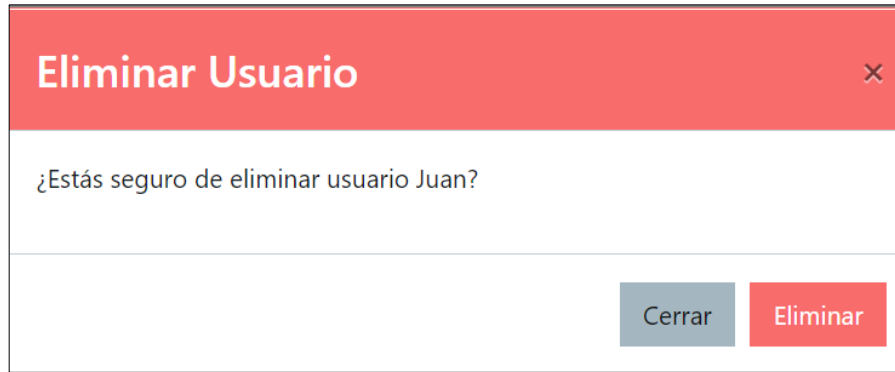 Eliminar Usuario
×
¿Estás seguro de eliminar usuario Juan?
Cerrar
Eliminar